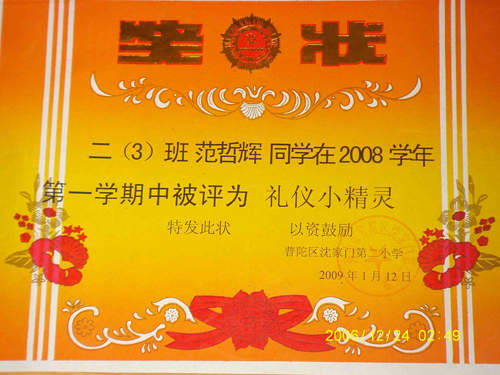 奖状
二（3）班 范哲辉 同学在2008 学年
第一学期中被评为 礼仪小精灵
特发此状 以资鼓励
普陀区沈家门第二小学
2009 年 1 月 12 日
2006/12/24 02:49